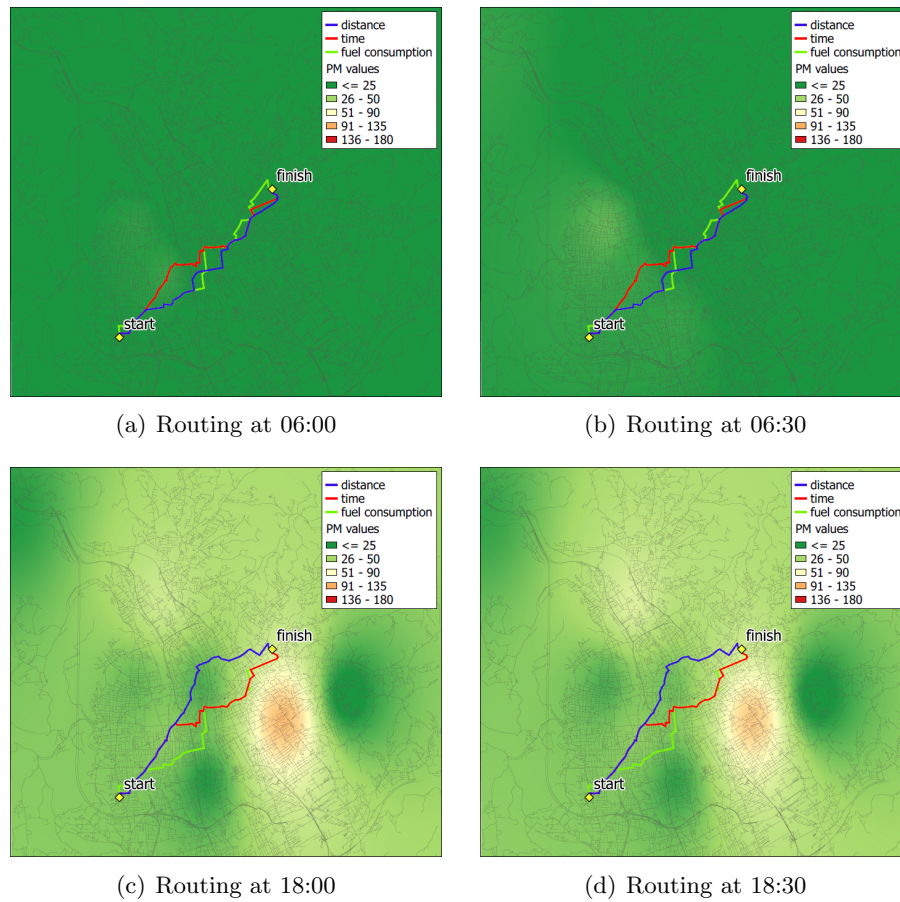 distance
time
fuel consumption
PM values
<= 25
26 - 50
51 - 90
91 - 135
136 - 180
finish
start
distance
time
fuel consumption
PM values
<= 25
26 - 50
51 - 90
91 - 135
136 - 180
finish
start
(a) Routing at 06:00
(b) Routing at 06:30
distance
time
fuel consumption
PM values
<= 25
26 - 50
51 - 90
91 - 135
136 - 180
finish
start
distance
time
fuel consumption
PM values
<= 25
26 - 50
51 - 90
91 - 135
136 - 180
finish
start
(c) Routing at 18:00
(d) Routing at 18:30